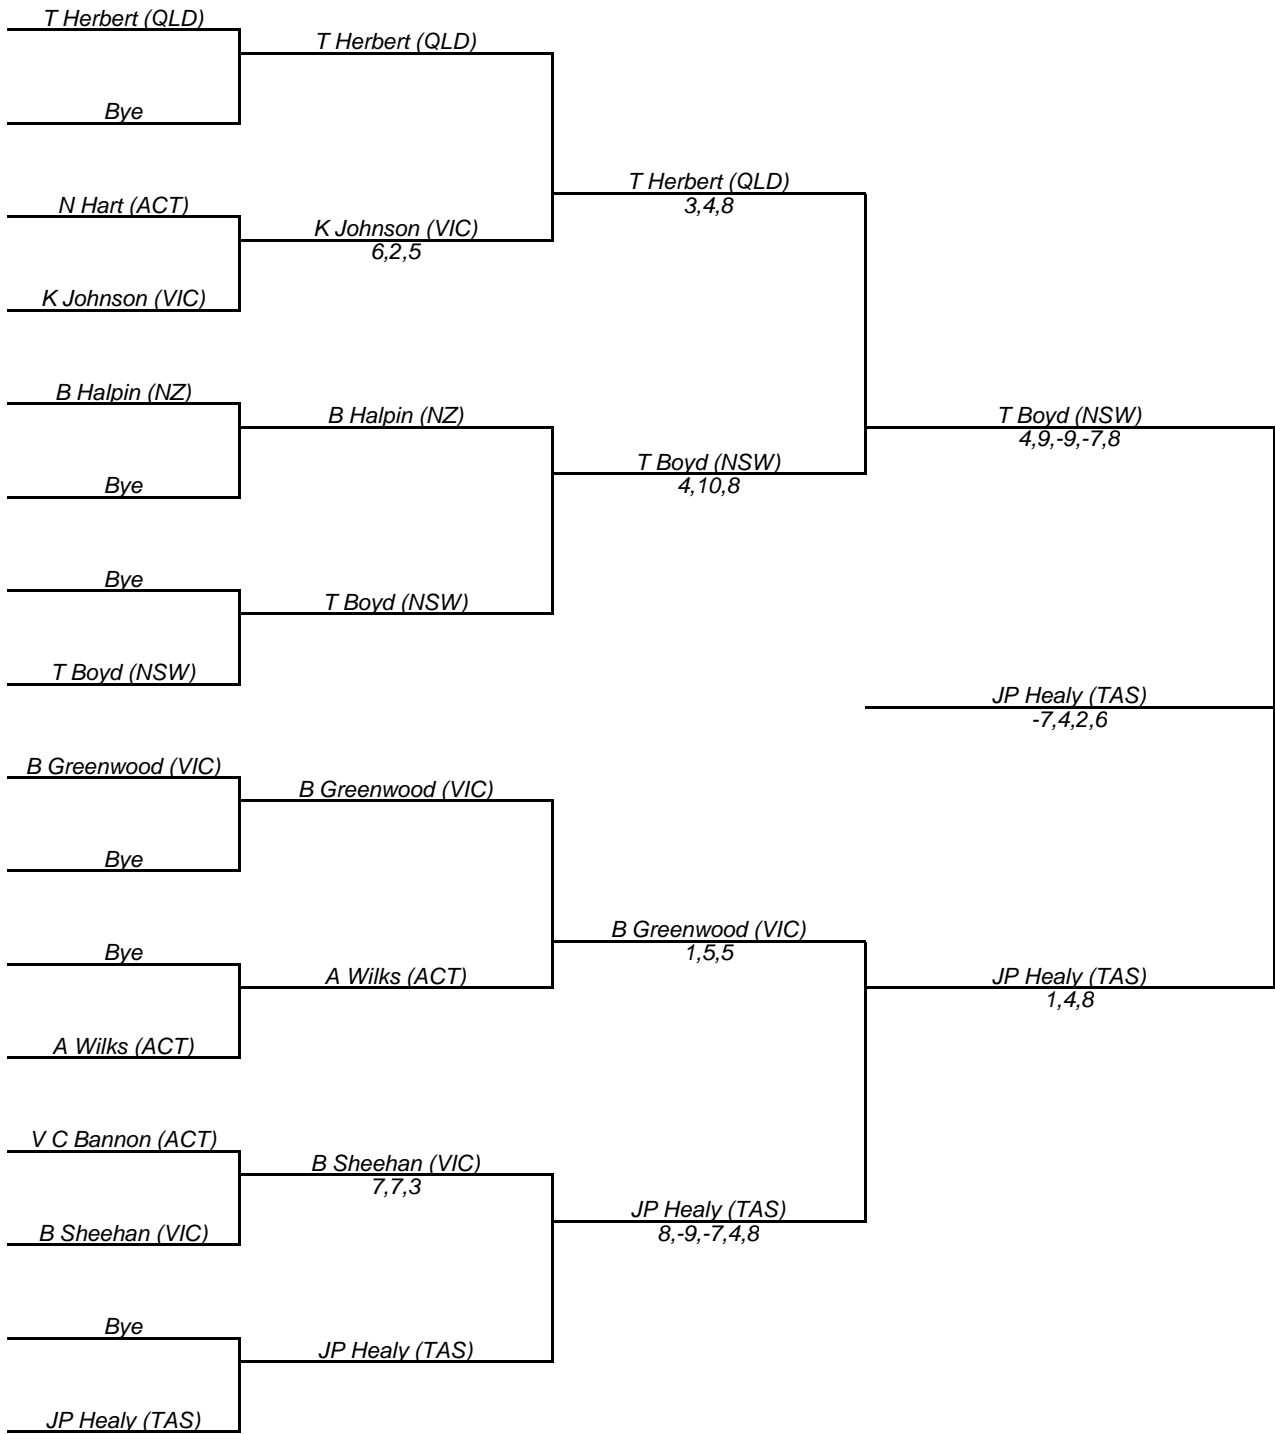 T Herbert (QLD)
Bye
N Hart (ACT)
K Johnson (VIC)
B Halpin (NZ)
Bye
Bye
T Boyd (NSW)
B Greenwood (VIC)
Bye
Bye
A Wilks (ACT)
V C Bannon (ACT)
B Sheehan (VIC)
Bye
JP Healy (TAS)
T Herbert (QLD)
K Johnson (VIC)
6,2,5
B Halpin (NZ)
T Boyd (NSW)
B Greenwood (VIC)
A Wilks (ACT)
B Sheehan (VIC)
7,7,3
JP Healy (TAS)
T Herbert (QLD)
3,4,8
T Boyd (NSW)
4,10,8
B Greenwood (VIC)
1,5,5
JP Healy (TAS)
8,-9,-7,4,8
T Boyd (NSW)
4,9,-9,-7,8
JP Healy (TAS)
-7,4,2,6
JP Healy (TAS)
1,4,8